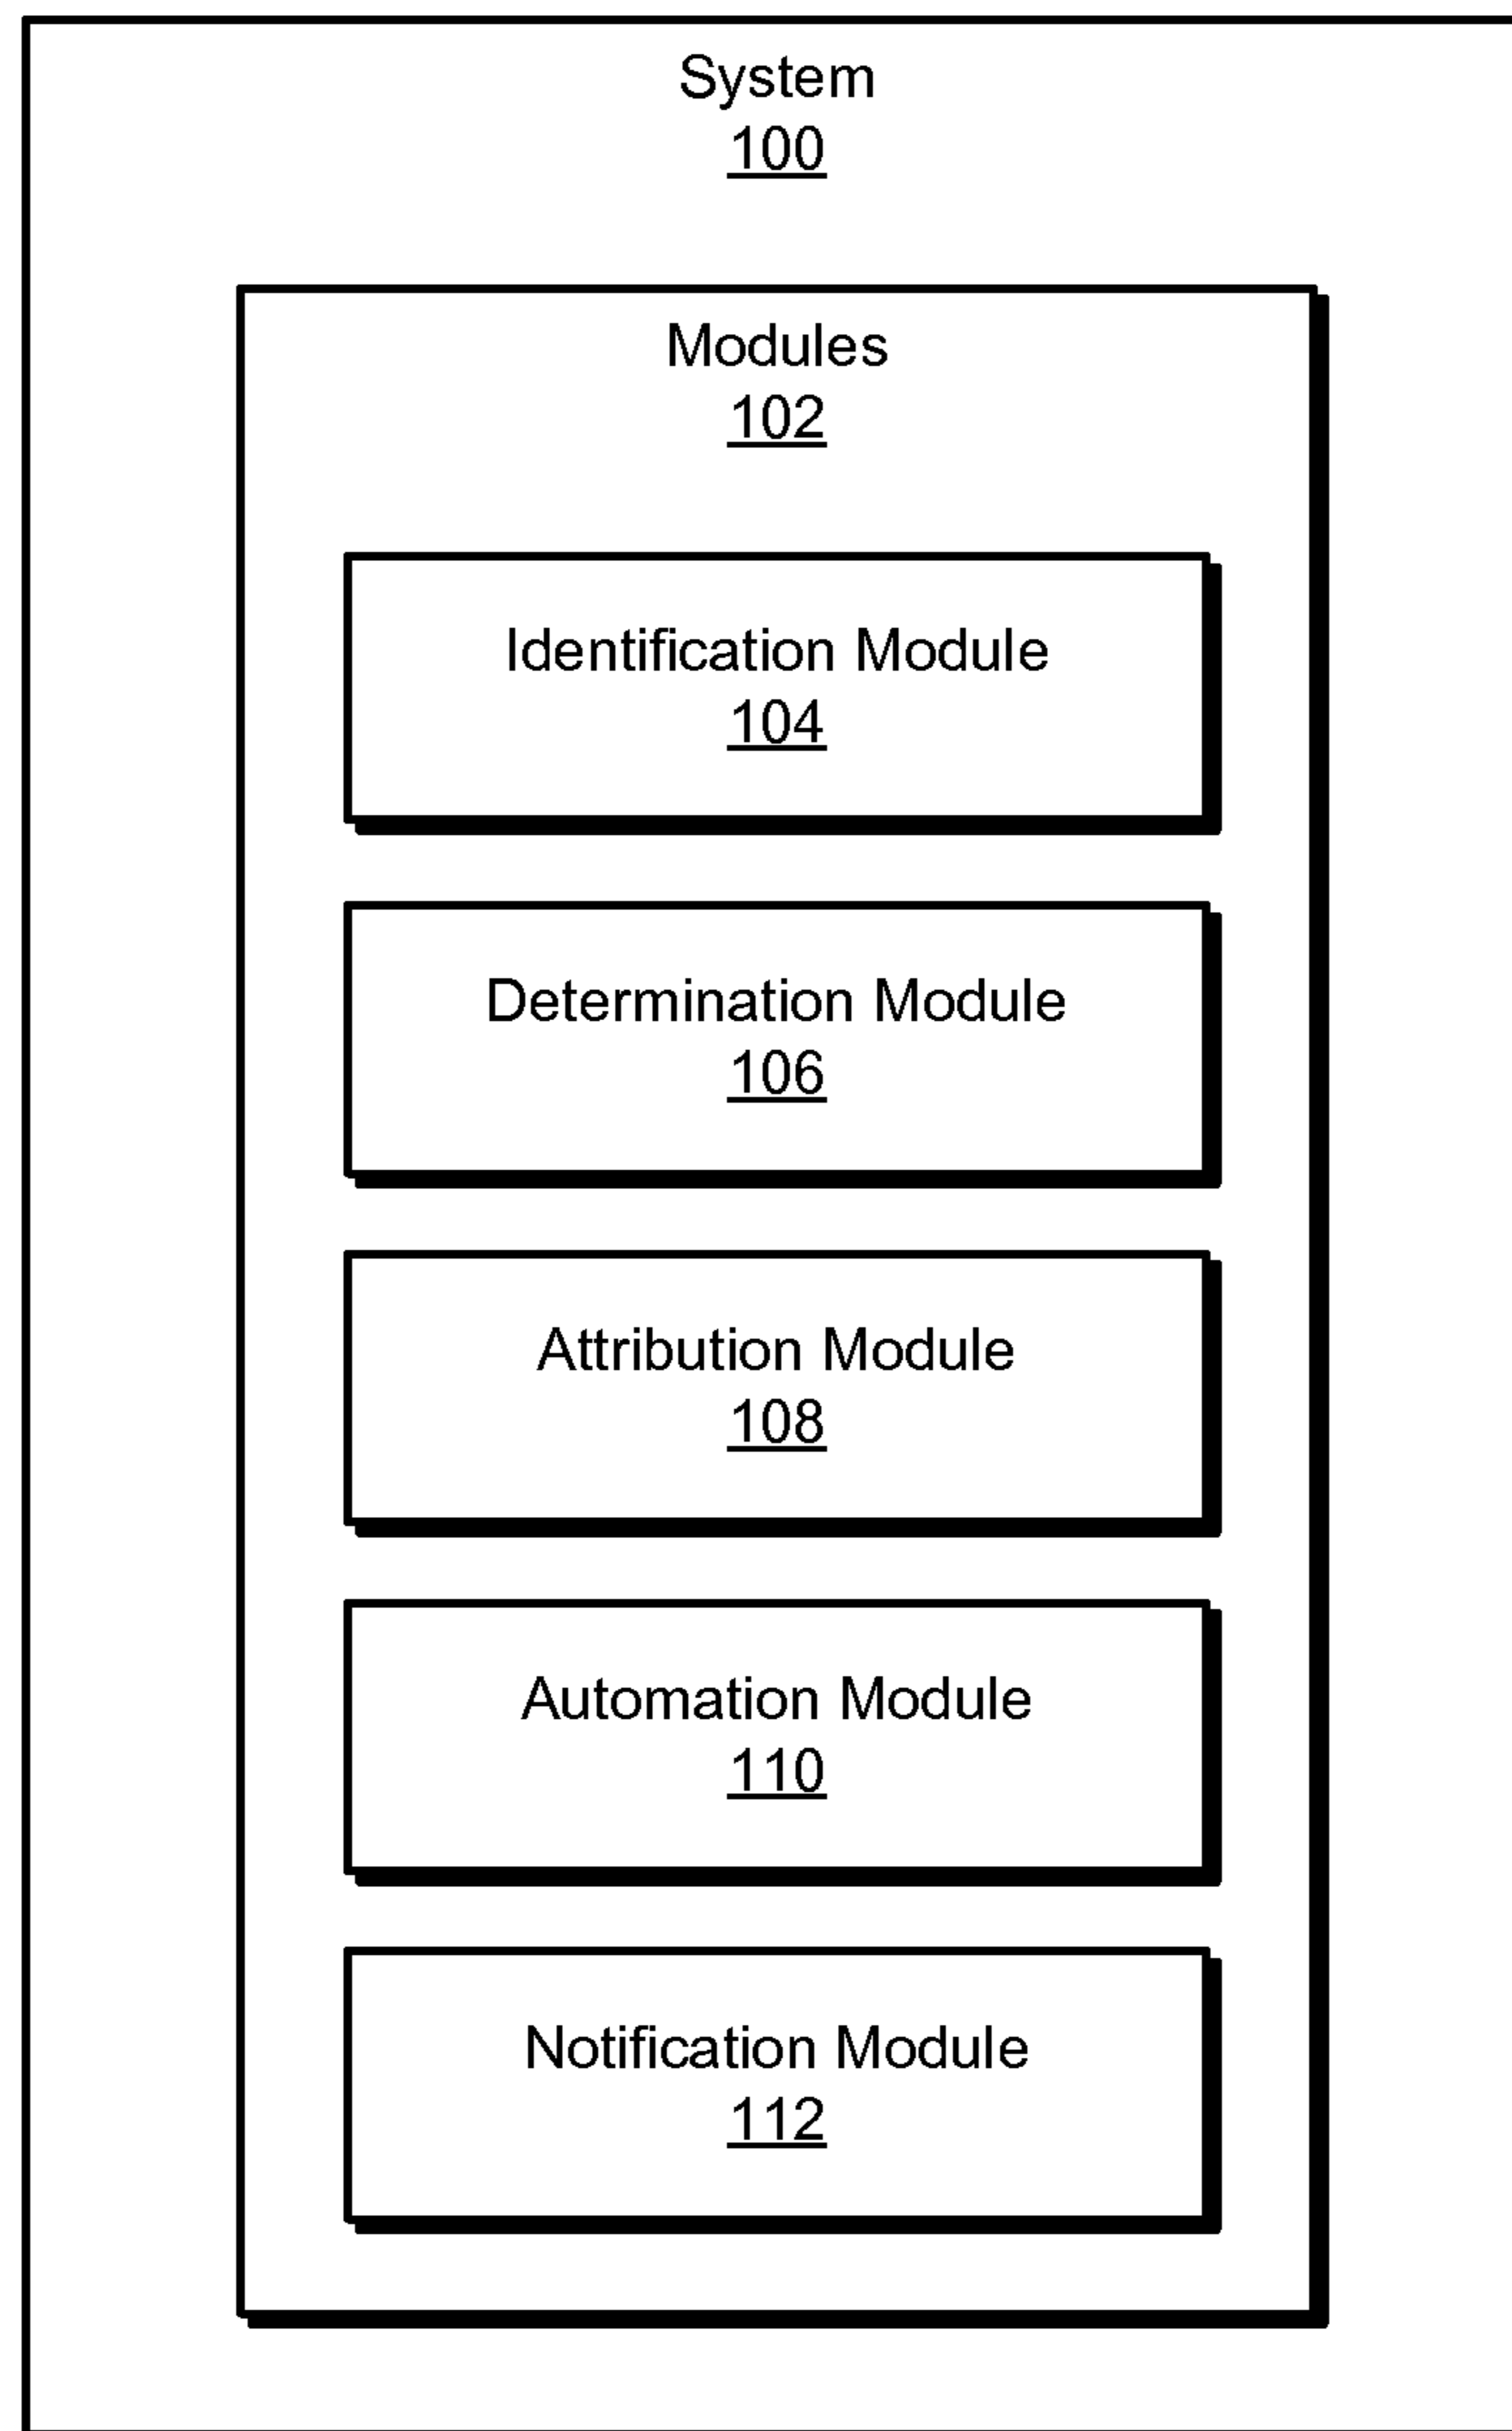 System
100
Modules
102
Identification Module
104
Determination Module
106
Attribution Module
108
Automation Module
110
Notification Module
112